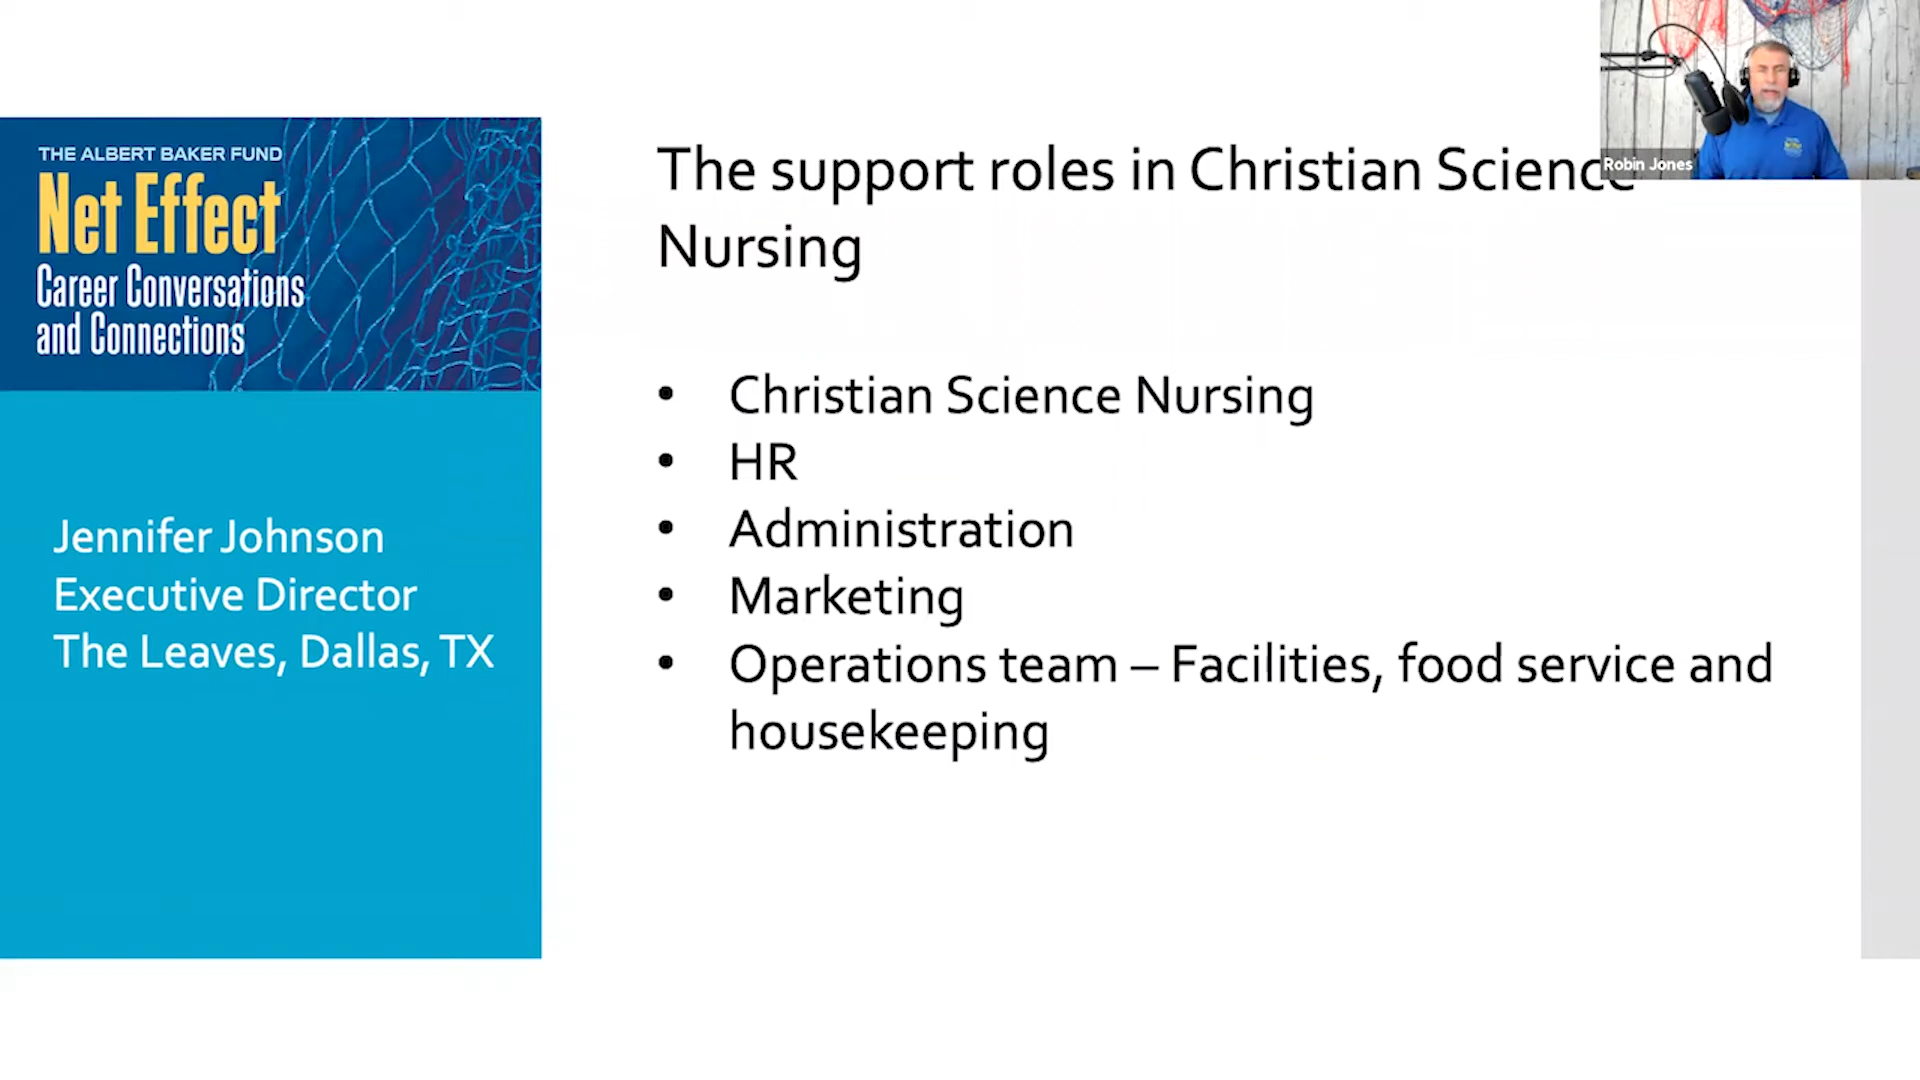 THE ALBERT BAKER FUND
Net Effect
Career Conversations
and Connections
Jennifer Johnson
Executive Director
The Leaves, Dallas, TX
The support roles in Christian Science
Nursing
• Christian Science Nursing
• HR
• Administration
• Marketing
• Operations team – Facilities, food service and
housekeeping
Robin Jones